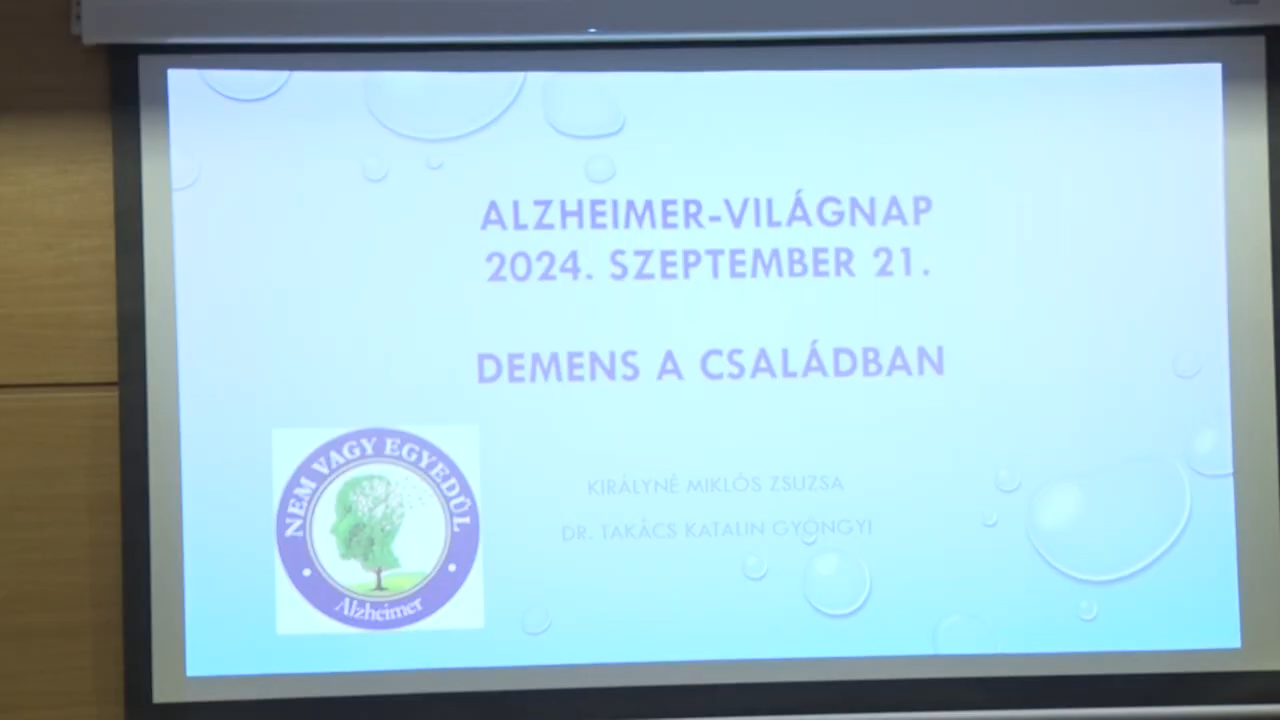 ALZHEIMER-VILÁGNAP
2024. SZEPTEMBER 21.
DEMENS A CSALÁDBAN
KIRÁLYNÉ MIKLÓS ZSUZSA
DR. TAKÁCS KATALIN GYÖNGYI
NEM VAGY EGYEDÜL
Alzheimer